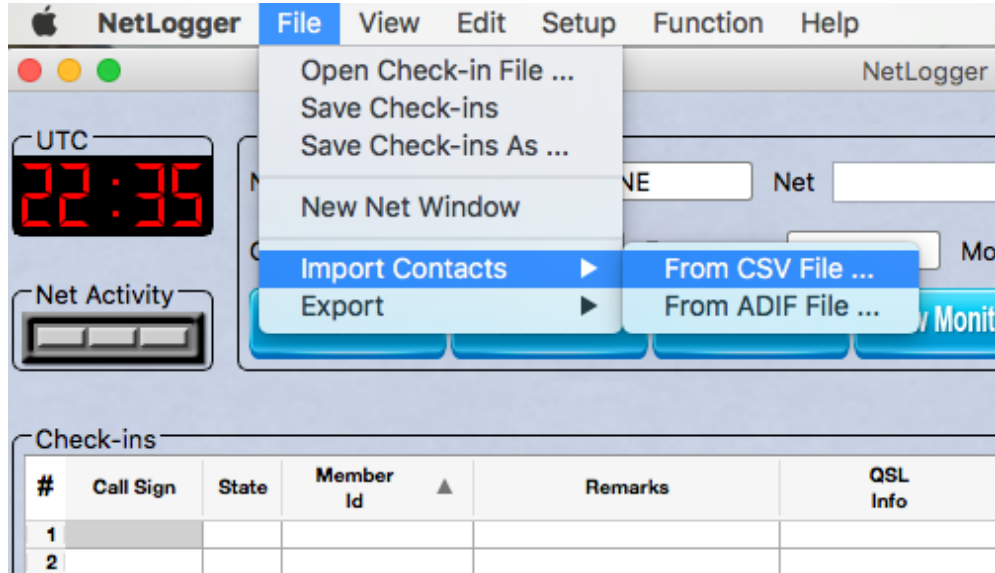 NetLogger File View Edit Setup Function Help
NetLogger
Open Check-in File ...
Save Check-ins
Save Check-ins As ...
New Net Window
Import Contacts
Export
From CSV File ...
From ADIF File ...
UTC
22:35
NE Net
Mo
Net Activity
Monit
Check-ins
# Call Sign State Member Id Remarks QSL Info
1
2